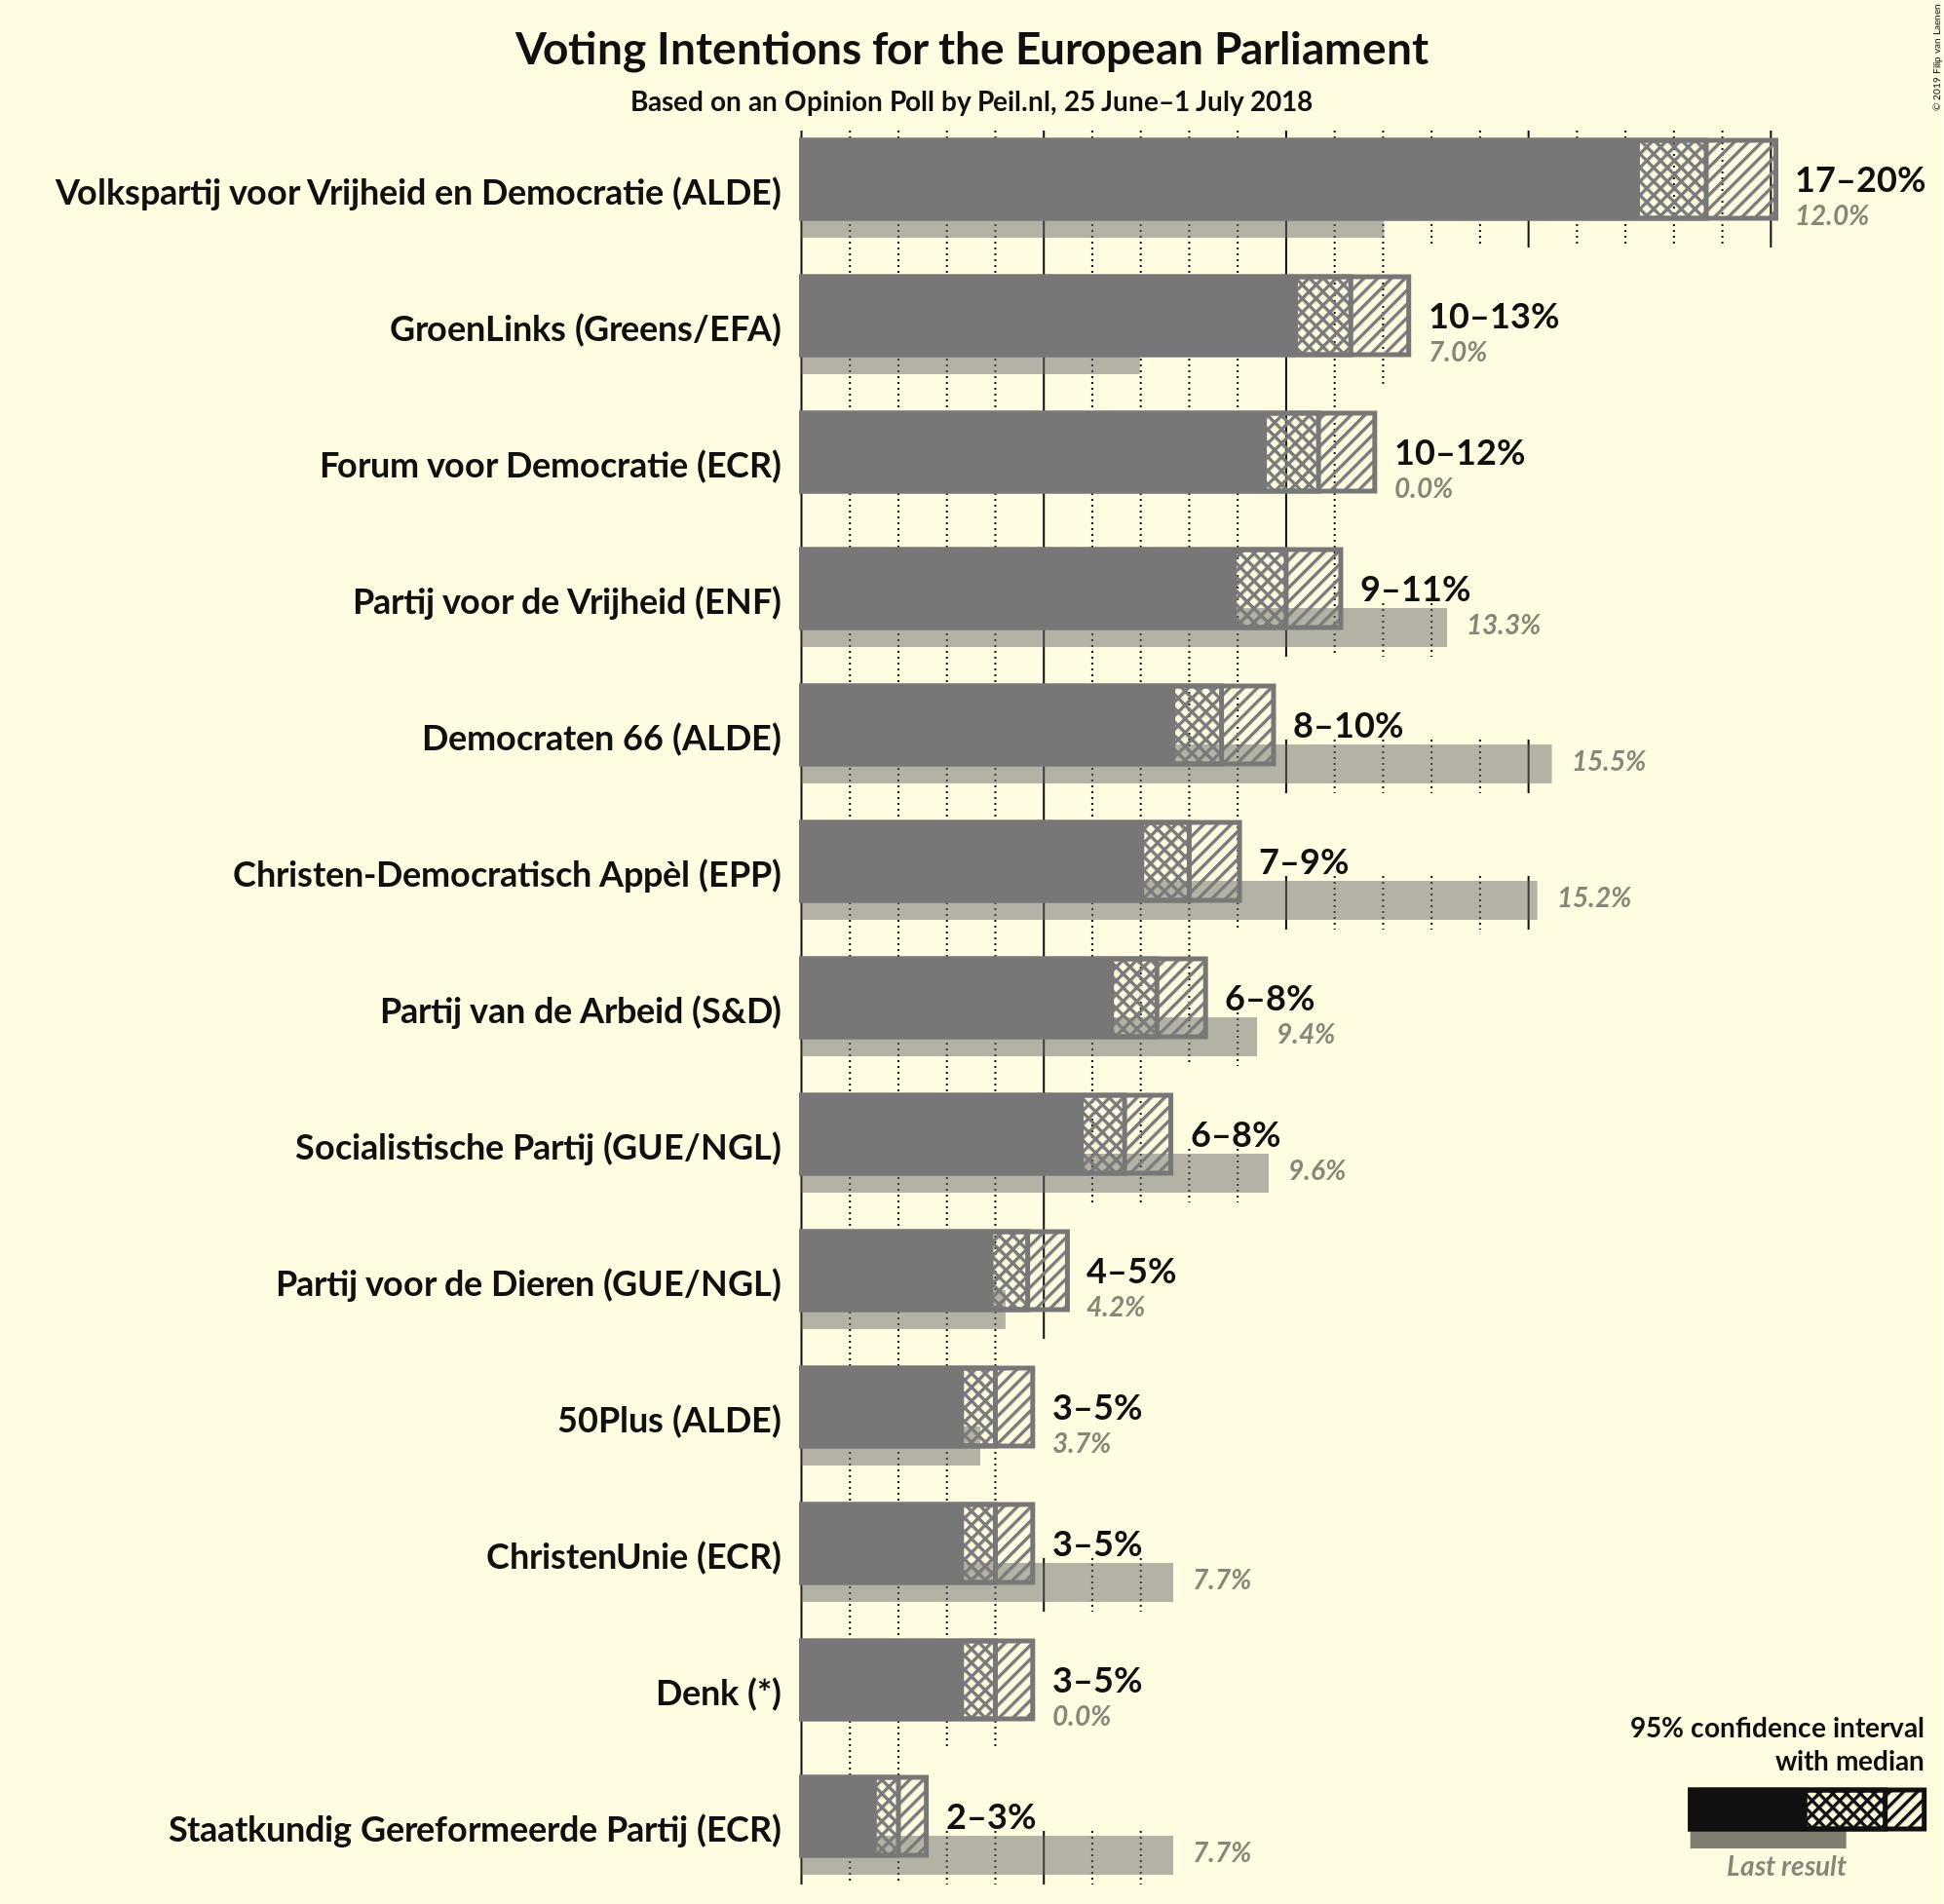 Voting Intentions for the European Parliament
Based on an Opinion Poll by Peil.nl, 25 June–1 July 2018
© 2019 Filip van Laenen
Volkspartij voor Vrijheid en Democratie (ALDE)
17–20%
12.0%
GroenLinks (Greens/EFA)
10–13%
7.0%
Forum voor Democratie (ECR)
10–12%
0.0%
Partij voor de Vrijheid (ENF)
9–11%
13.3%
Democraten 66 (ALDE)
8–10%
15.5%
Christen-Democratisch Appèl (EPP)
7–9%
15.2%
Partij van de Arbeid (S&D)
6–8%
9.4%
Socialistische Partij (GUE/NGL)
6–8%
9.6%
Partij voor de Dieren (GUE/NGL)
4–5%
4.2%
50Plus (ALDE)
3–5%
3.7%
ChristenUnie (ECR)
3–5%
7.7%
Denk (*)
3–5%
0.0%
Staatkundig Gereformeerde Partij (ECR)
2–3%
7.7%
95% confidence interval
with median
Last result